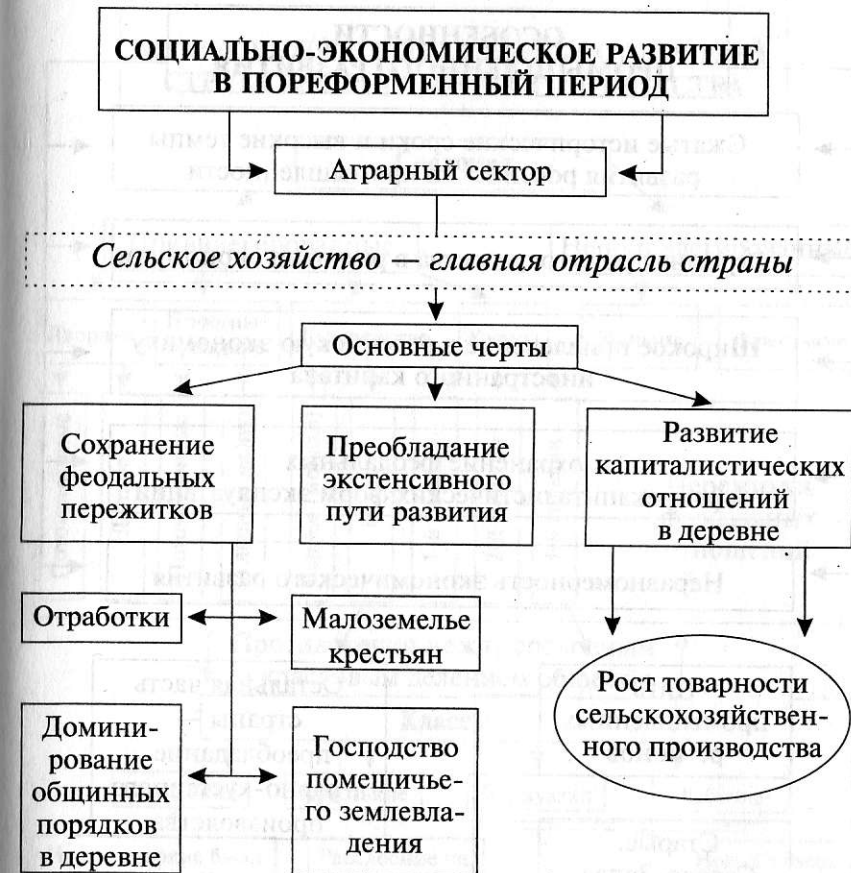 СОЦИАЛЬНО-ЭКОНОМИЧЕСКОЕ РАЗВИТИЕ
В ПОРЕФОРМЕННЫЙ ПЕРИОД
Аграрный сектор
Сельское хозяйство — главная отрасль страны
Основные черты
Сохранение
феодальных
пережитков
Преобладание
экстенсивного
пути развития
Развитие
капиталистических
отношений
в деревне
Отработки
Малоземелье
крестьян
Домини-
рование
общинных
порядков
в деревне
Господство
помещичье-
го землевла-
дения
Рост товарности
сельскохозяйствен-
ного производства